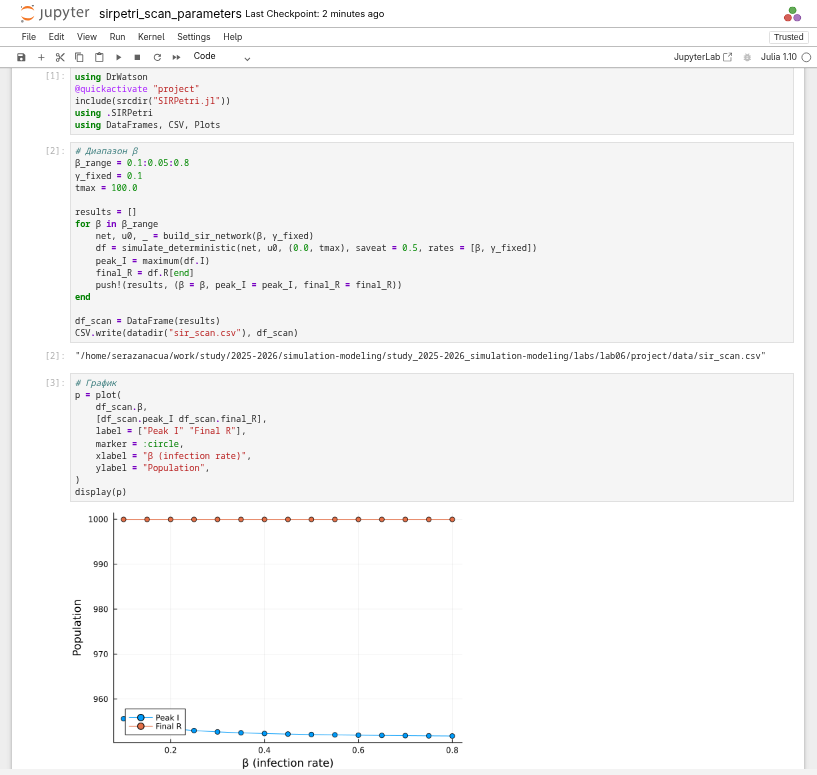 jupyter sirpetri_scan_parameters Last Checkpoint: 2 minutes ago
File Edit View Run Kernel Settings Help Trusted
Code JupyterLab Julia 1.10
[1]: using DrWatson
@quickactivate "project"
include(srcdir("SIRPetri.jl"))
using .SIRPetri
using DataFrames, CSV, Plots
[2]: # Диапазон β
β_range = 0.1:0.05:0.8
γ_fixed = 0.1
tmax = 100.0
results = []
for β in β_range
net, u0, _ = build_sir_network(β, γ_fixed)
df = simulate_deterministic(net, u0, (0.0, tmax), saveat = 0.5, rates = [β, γ_fixed])
peak_I = maximum(df.I)
final_R = df.R[end]
push!(results, (β = β, peak_I = peak_I, final_R = final_R))
end
df_scan = DataFrame(results)
CSV.write(datadir("sir_scan.csv"), df_scan)
[2]: "/home/serazanacua/work/study/2025-2026/simulation-modeling/study_2025-2026_simulation-modeling/labs/lab06/project/data/sir_scan.csv"
[3]: # График
p = plot(
df_scan.β,
[df_scan.peak_I df_scan.final_R],
label = ["Peak I" "Final R"],
marker = :circle,
xlabel = "β (infection rate)",
ylabel = "Population",
)
display(p)
1000
990
980
970
960
Population
Peak I
Final R
0.2 0.4 0.6 0.8
β (infection rate)